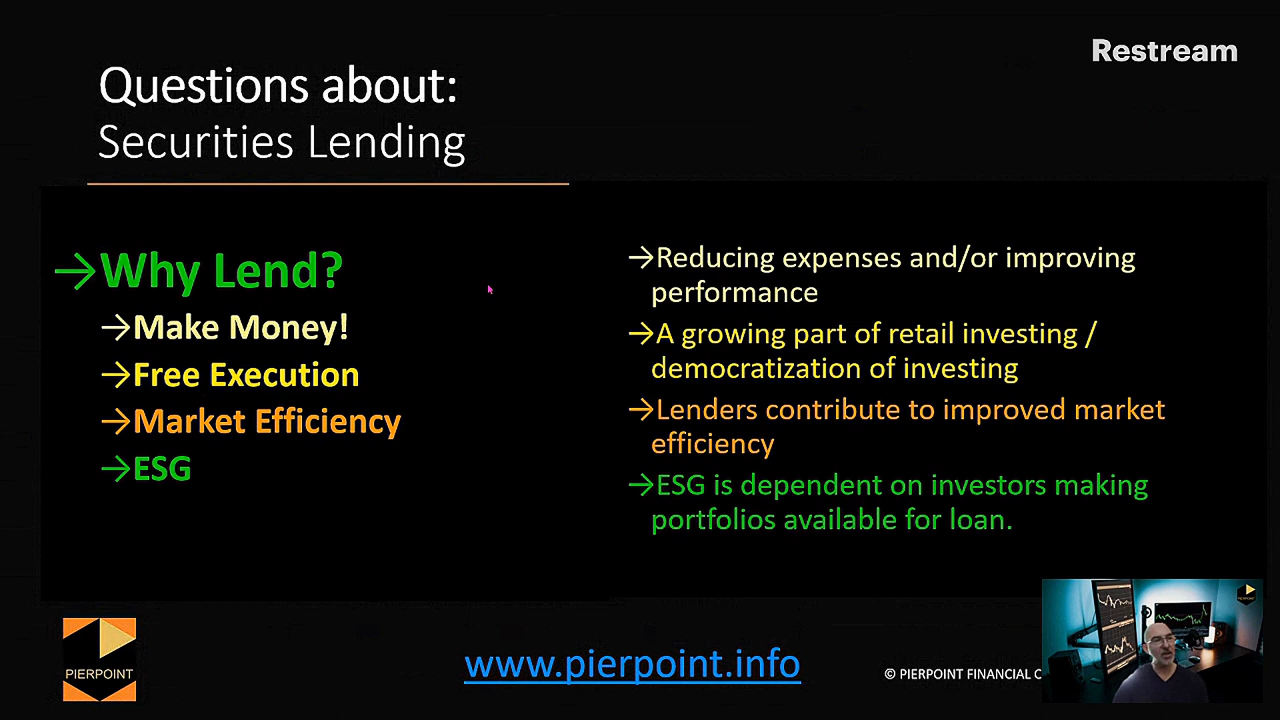 Restream
Questions about:
Securities Lending
→Why Lend?
→Make Money!
→Free Execution
→Market Efficiency
→ESG
→Reducing expenses and/or improving
performance
→A growing part of retail investing /
democratization of investing
→Lenders contribute to improved market
efficiency
→ESG is dependent on investors making
portfolios available for loan.
PIERPOINT
www.pierpoint.info
© PIERPOINT FINANCIAL C
PIERPOINT